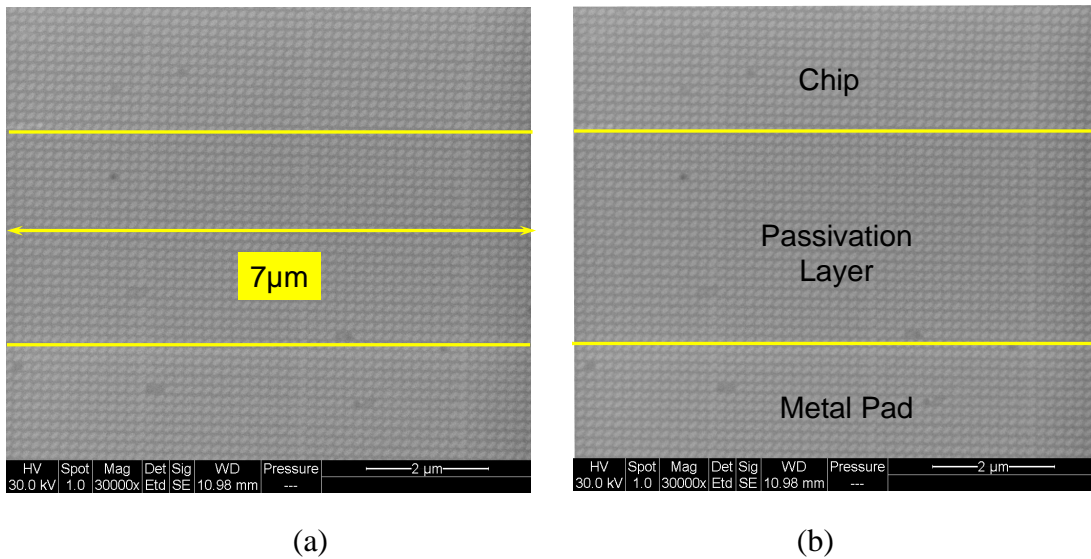 7µm
HV Spot Mag Det Sig WD Pressure 2 µm
30.0 kV 1.0 30000x Etd SE 10.98 mm ---
(a)
Chip
Passivation
Layer
Metal Pad
HV Spot Mag Det Sig WD Pressure 2 µm
30.0 kV 1.0 30000x Etd SE 10.98 mm ---
(b)